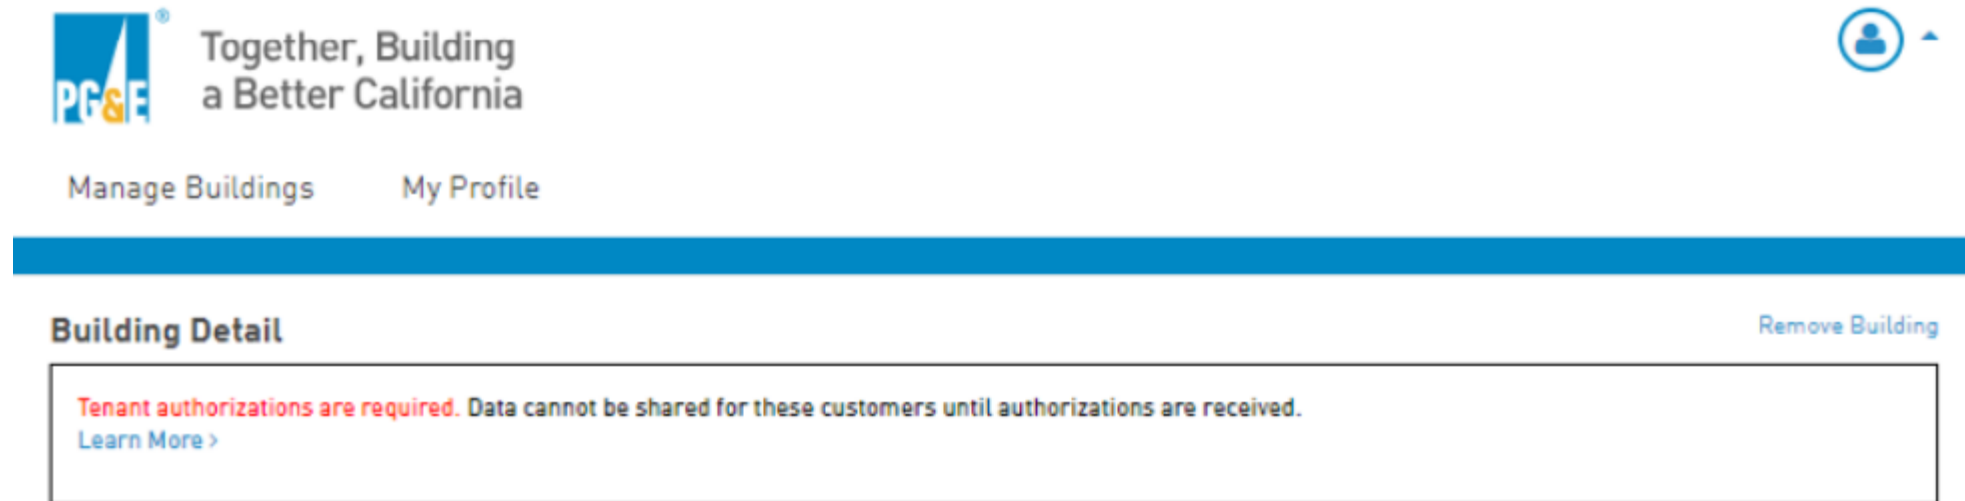 PG&E®
Together, Building
a Better California
Manage Buildings My Profile
Building Detail
Remove Building
Tenant authorizations are required. Data cannot be shared for these customers until authorizations are received.
Learn More >